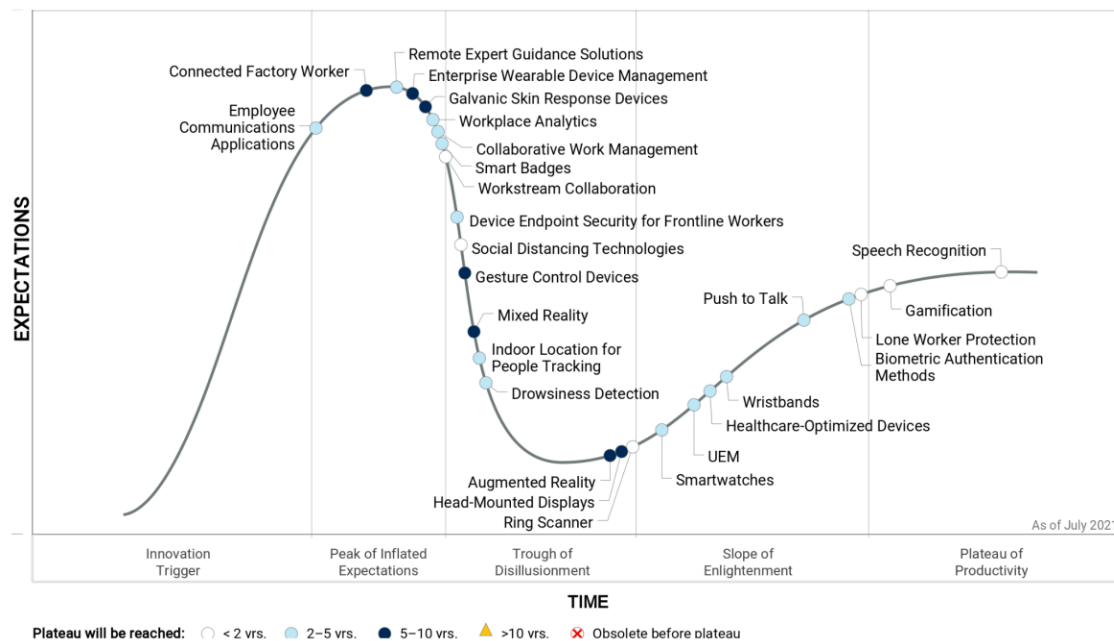 Remote Expert Guidance Solutions
Connected Factory Worker
Enterprise Wearable Device Management
Galvanic Skin Response Devices
Employee
Communications
Applications
Workplace Analytics
Collaborative Work Management
Smart Badges
Workstream Collaboration
Device Endpoint Security for Frontline Workers
Social Distancing Technologies
Speech Recognition
Gesture Control Devices
Push to Talk
Gamification
Mixed Reality
Lone Worker Protection
Indoor Location for
People Tracking
Biometric Authentication
Methods
Drowsiness Detection
Wristbands
Healthcare-Optimized Devices
UEM
Smartwatches
Augmented Reality
Head-Mounted Displays
Ring Scanner
EXPECTATIONS
As of July 2021
Innovation
Trigger
Peak of Inflated
Expectations
Trough of
Disillusionment
Slope of
Enlightenment
Plateau of
Productivity
TIME
Plateau will be reached: < 2 yrs. 2–5 yrs. 5–10 yrs. >10 yrs. Obsolete before plateau